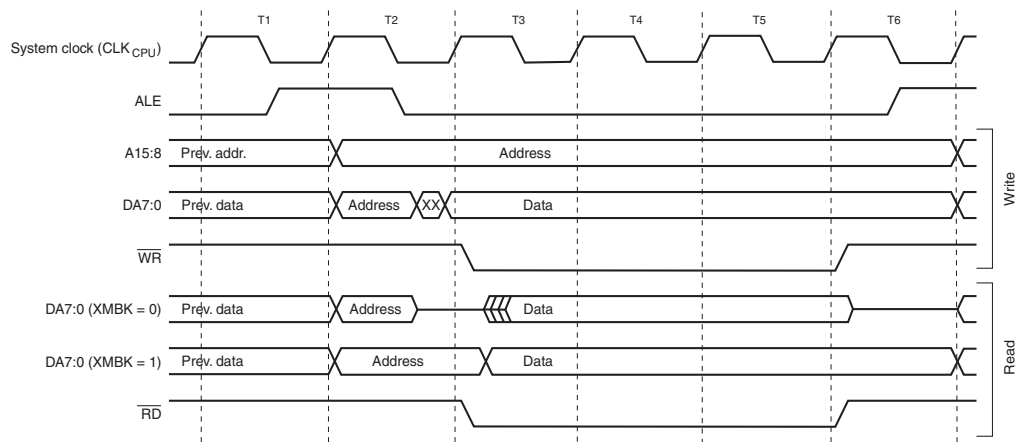 T1 T2 T3 T4 T5 T6
System clock (CLKCPU)
ALE
A15:8 Prev. addr. Address
DA7:0 Prev. data Address XX Data
WR
Write
DA7:0 (XMBK = 0) Prev. data Address Data
DA7:0 (XMBK = 1) Prev. data Address Data
RD
Read